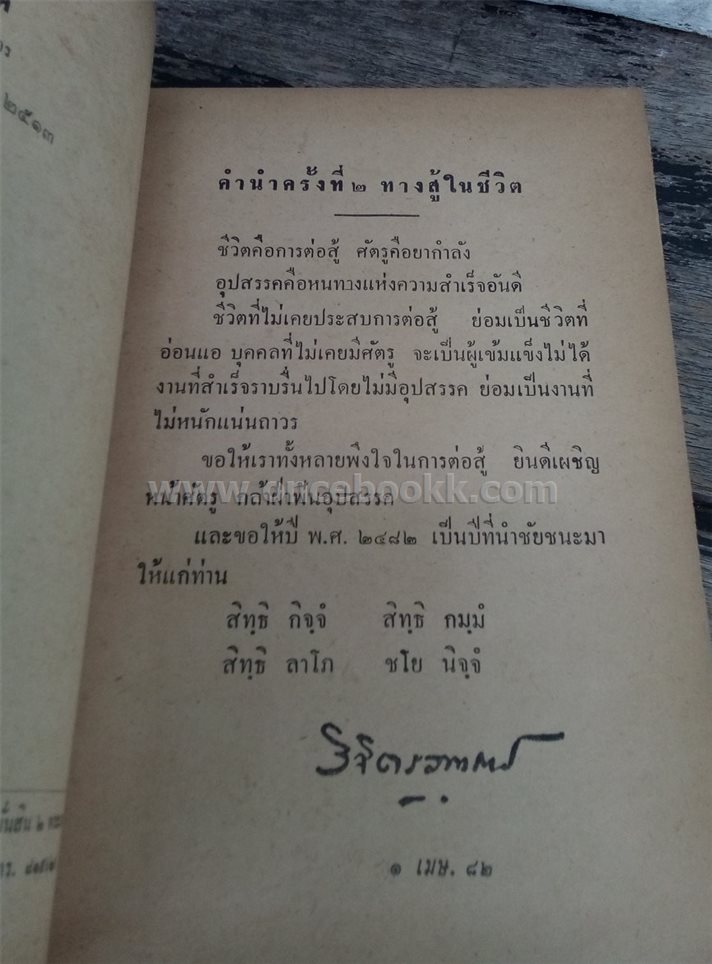 ๒๕๑๓
คำนำครั้งที่ ๒ ทางสู้ในชีวิต
ชีวิตคือการต่อสู้ ศัตรูคือยากำลัง
อุปสรรคคือหนทางแห่งความสำเร็จอันดี
ชีวิตที่ไม่เคยประสบการต่อสู้ ย่อมเป็นชีวิตที่
อ่อนแอ บุคคลที่ไม่เคยมีศัตรู จะเป็นผู้เข้มแข็งไม่ได้
งานที่สำเร็จราบรื่นไปโดยไม่มีอุปสรรค ย่อมเป็นงานที่
ไม่หนักแน่นถาวร
ขอให้เราทั้งหลายพึงใจในการต่อสู้ ยินดีเผชิญ
หน้าศัตรู กล้าฝ่าฟันอุปสรรค
และขอให้ปี พ.ศ. ๒๔๘๒ เป็นปีที่นำชัยชนะมา
ให้แก่ท่าน
สิทฺธิ กิจฺจํ สิทฺธิ กมฺมํ
สิทฺธิ ลาโภ ชโย นิจฺจํ
วิจิตรวาทการ
๑ เมษ. ๘๒